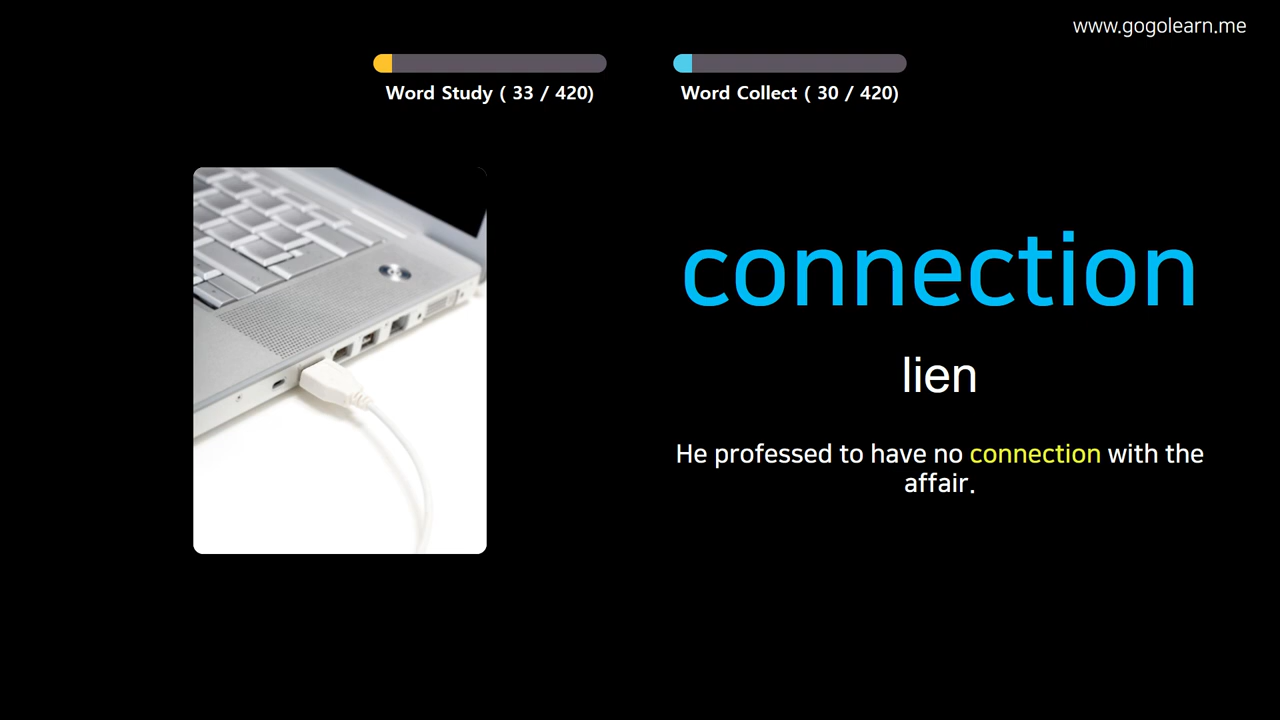 www.gogolearn.me
Word Study ( 33 / 420)
Word Collect ( 30 / 420)
connection
lien
He professed to have no connection with the
affair.